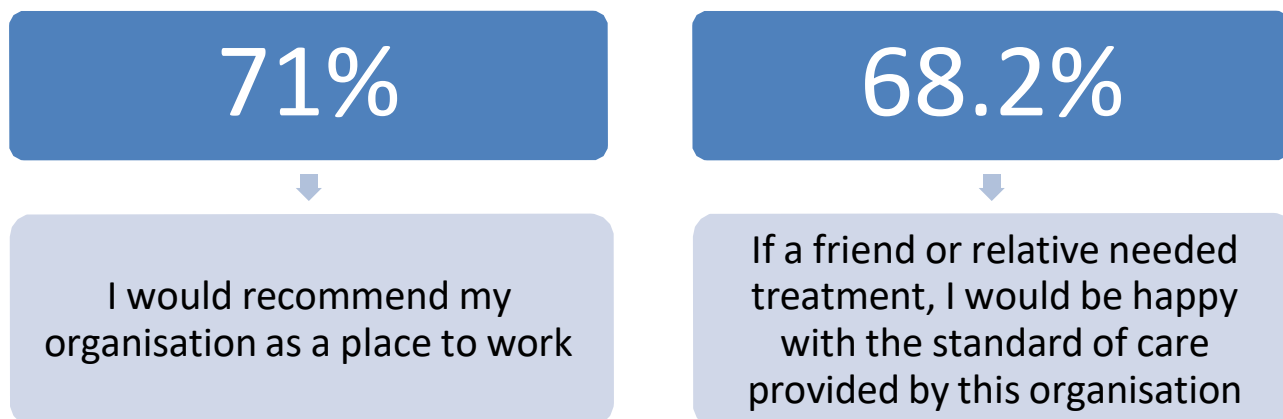 71%
I would recommend my
organisation as a place to work
68.2%
If a friend or relative needed
treatment, I would be happy
with the standard of care
provided by this organisation